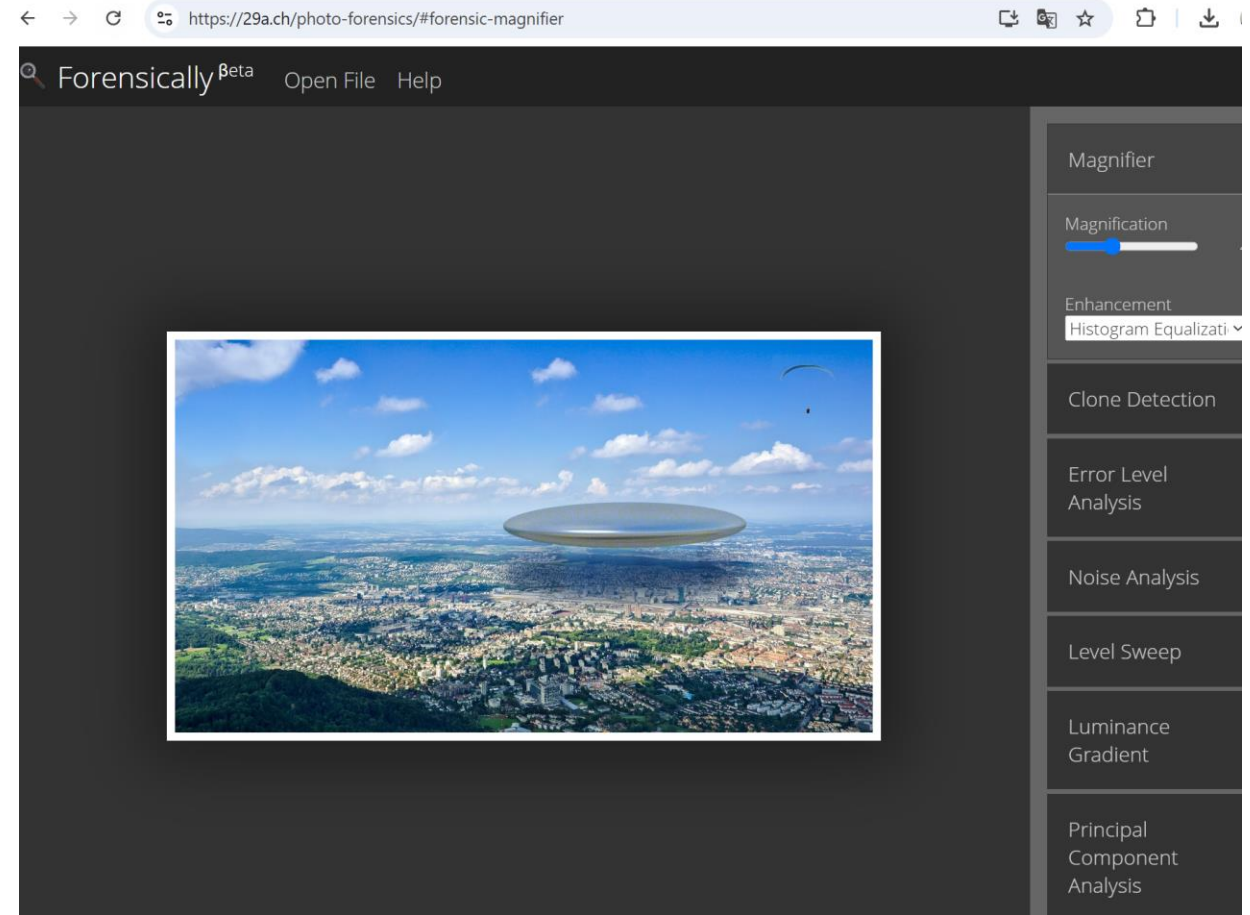 https://29a.ch/photo-forensics/#forensic-magnifier
Forensically βeta Open File Help
Magnifier
Magnification
Enhancement
Histogram Equalizati
Clone Detection
Error Level
Analysis
Noise Analysis
Level Sweep
Luminance
Gradient
Principal
Component
Analysis